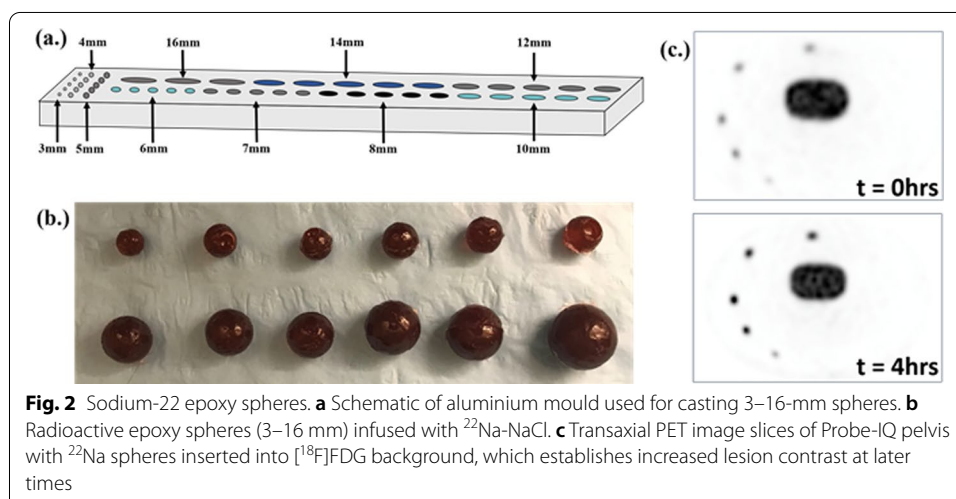 (a.)
4mm
16mm
14mm
12mm
3mm
5mm
6mm
7mm
8mm
10mm
(b.)
(c.)
t = 0hrs
t = 4hrs
Fig. 2 Sodium-22 epoxy spheres. a Schematic of aluminium mould used for casting 3–16-mm spheres. b
Radioactive epoxy spheres (3–16 mm) infused with ²²Na-NaCl. c Transaxial PET image slices of Probe-IQ pelvis
with ²²Na spheres inserted into [¹⁸F]FDG background, which establishes increased lesion contrast at later
times